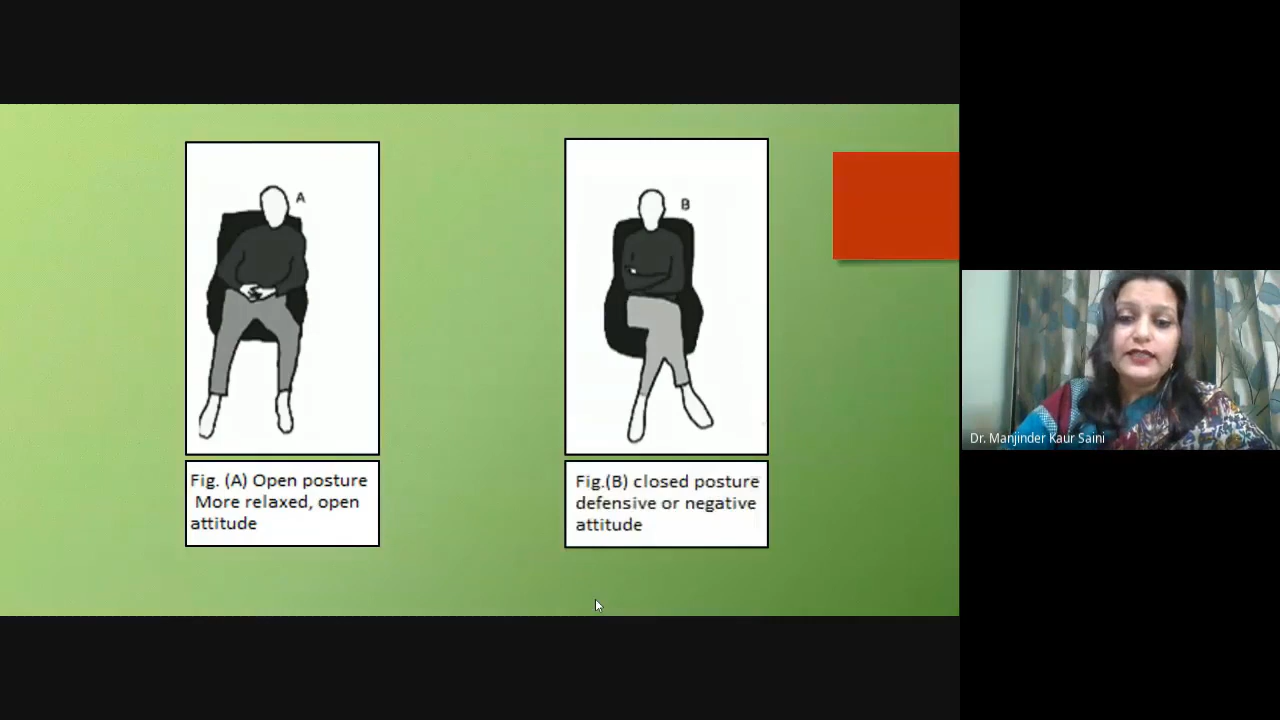 A
B
Fig. (A) Open posture
More relaxed, open
attitude
Fig.(B) closed posture
defensive or negative
attitude
Dr. Manjinder Kaur Saini